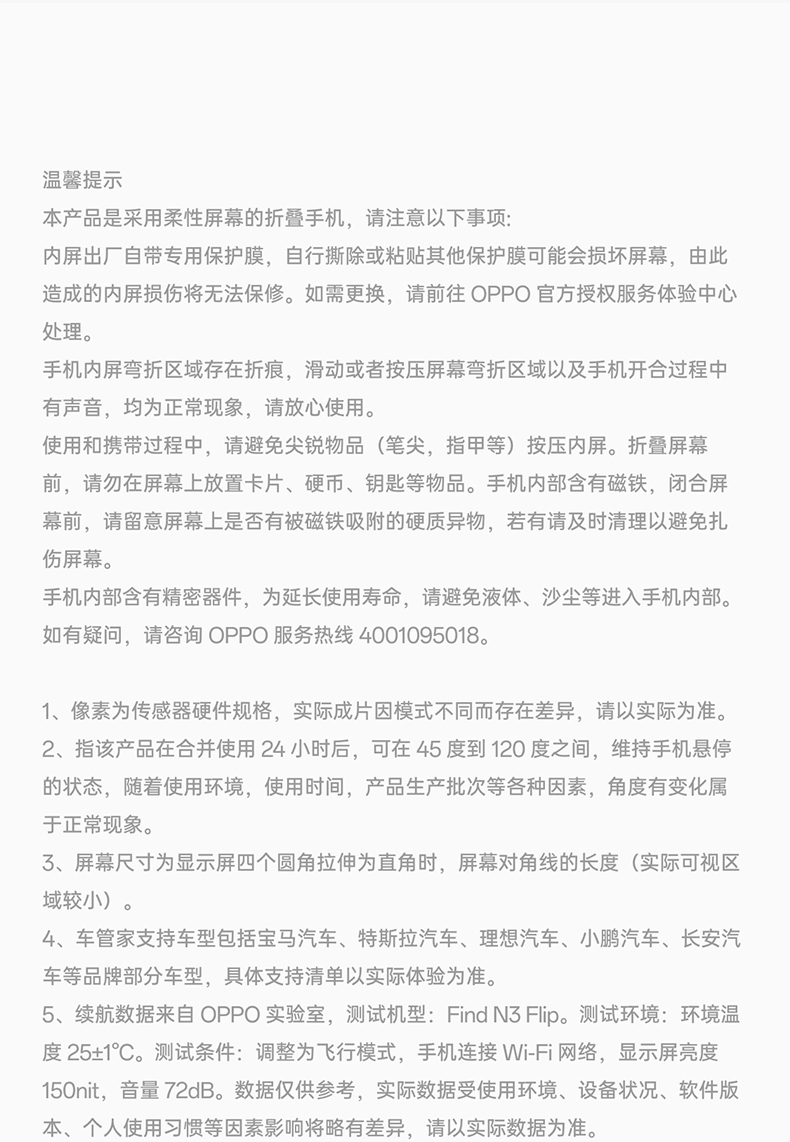 温馨提示
本产品是采用柔性屏幕的折叠手机，请注意以下事项:
内屏出厂自带专用保护膜，自行撕除或粘贴其他保护膜可能会损坏屏幕，由此
造成的内屏损伤将无法保修。如需更换，请前往 OPPO 官方授权服务体验中心
处理。
手机内屏弯折区域存在折痕，滑动或者按压屏幕弯折区域以及手机开合过程中
有声音，均为正常现象，请放心使用。
使用和携带过程中，请避免尖锐物品（笔尖，指甲等）按压内屏。折叠屏幕
前，请勿在屏幕上放置卡片、硬币、钥匙等物品。手机内部含有磁铁，闭合屏
幕前，请留意屏幕上是否有被磁铁吸附的硬质异物，若有请及时清理以避免扎
伤屏幕。
手机内部含有精密器件，为延长使用寿命，请避免液体、沙尘等进入手机内部。
如有疑问，请咨询 OPPO 服务热线 4001095018。
1、像素为传感器硬件规格，实际成片因模式不同而存在差异，请以实际为准。
2、指该产品在合并使用 24 小时后，可在 45 度到 120 度之间，维持手机悬停
的状态，随着使用环境，使用时间，产品生产批次等各种因素，角度有变化属
于正常现象。
3、屏幕尺寸为显示屏四个圆角拉伸为直角时，屏幕对角线的长度（实际可视区
域较小）。
4、车管家支持车型包括宝马汽车、特斯拉汽车、理想汽车、小鹏汽车、长安汽
车等品牌部分车型，具体支持清单以实际体验为准。
5、续航数据来自 OPPO 实验室，测试机型：Find N3 Flip。测试环境：环境温
度 25±1℃。测试条件：调整为飞行模式，手机连接 Wi-Fi 网络，显示屏亮度
150nit，音量 72dB。数据仅供参考，实际数据受使用环境、设备状况、软件版
本、个人使用习惯等因素影响将略有差异，请以实际数据为准。